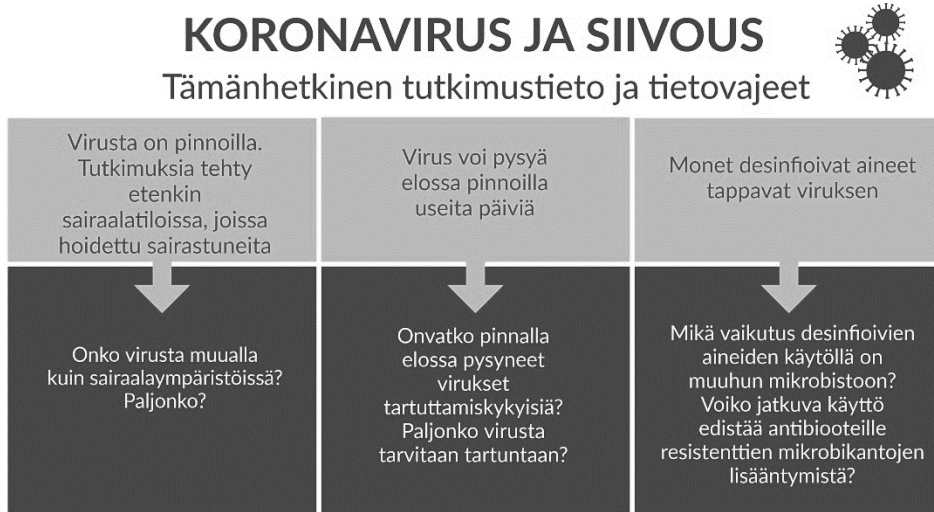 KORONAVIRUS JA SIIVOUS
Tämänhetkinen tutkimustieto ja tietovajeet
Virusta on pinnoilla.
Tutkimuksia tehty
etenkin
sairaalatiloissa, joissa
hoidettu sairastuneita
Virus voi pysyä
elossa pinnoilla
useita päiviä
Monet desinfioivat aineet
tappavat viruksen
Onko virusta muualla
kuin sairaalaympäristöissä?
Paljonko?
Onvatko pinnalla
elossa pysyneet
virukset
tartuttamiskykyisiä?
Paljonko virusta
tarvitaan tartuntaan?
Mikä vaikutus desinfioivien
aineiden käytöllä on
muuhun mikrobistoon?
Voiko jatkuva käyttö
edistää antibiooteille
resistenttien mikrobikantojen
lisääntymistä?